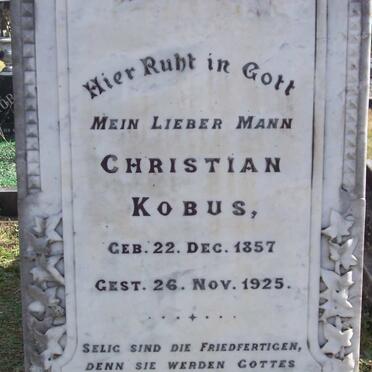 Hier Ruht in Gott
Mein Lieber Mann
Christian
Kobus,
Geb. 22. Dec. 1857
Gest. 26. Nov. 1925.
Selig sind die Friedfertigen,
denn sie werden Gottes